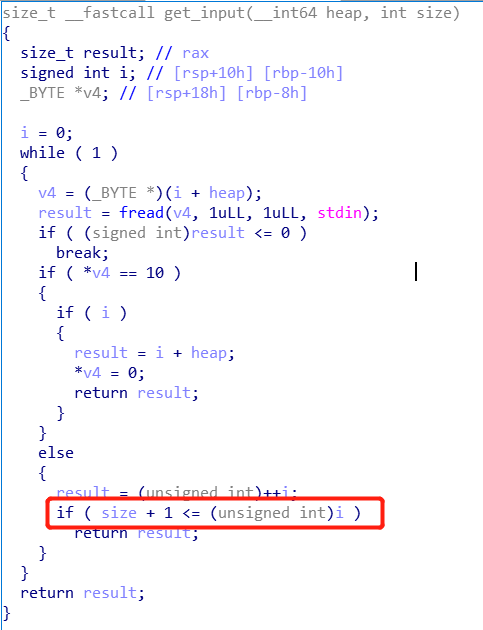 size_t __fastcall get_input(__int64 heap, int size)
{
  size_t result; // rax
  signed int i; // [rsp+10h] [rbp-10h]
  _BYTE *v4; // [rsp+18h] [rbp-8h]

  i = 0;
  while ( 1 )
  {
    v4 = (_BYTE *)(i + heap);
    result = fread(v4, 1uLL, 1uLL, stdin);
    if ( (signed int)result <= 0 )
      break;
    if ( *v4 == 10 )
    {
      if ( i )
      {
        result = i + heap;
        *v4 = 0;
        return result;
      }
    }
    else
    {
      result = (unsigned int)++i;
      if ( size + 1 <= (unsigned int)i )
        return result;
    }
  }
  return result;
}